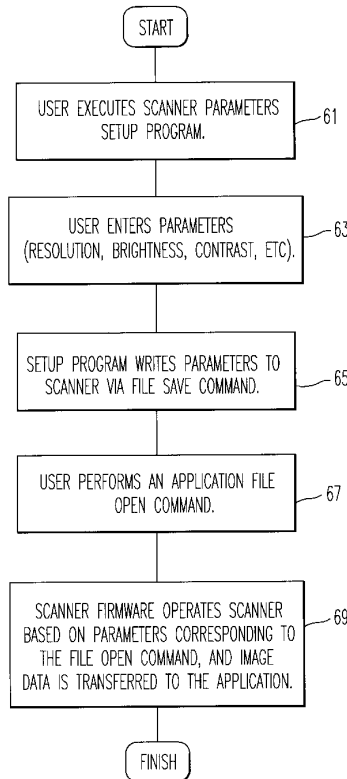 START
USER EXECUTES SCANNER PARAMETERS
SETUP PROGRAM.
61
USER ENTERS PARAMETERS
(RESOLUTION, BRIGHTNESS, CONTRAST, ETC).
63
SETUP PROGRAM WRITES PARAMETERS TO
SCANNER VIA FILE SAVE COMMAND.
65
USER PERFORMS AN APPLICATION FILE
OPEN COMMAND.
67
SCANNER FIRMWARE OPERATES SCANNER
BASED ON PARAMETERS CORRESPONDING TO
THE FILE OPEN COMMAND, AND IMAGE
DATA IS TRANSFERRED TO THE APPLICATION.
69
FINISH